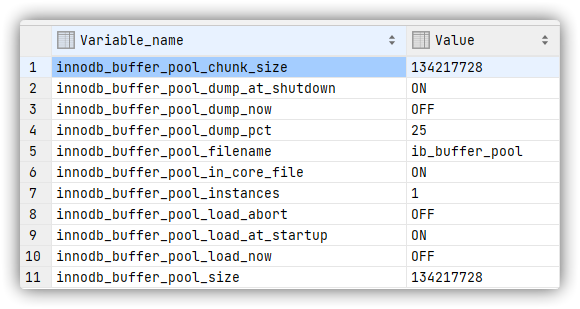 Variable_name Value
1 innodb_buffer_pool_chunk_size 134217728
2 innodb_buffer_pool_dump_at_shutdown ON
3 innodb_buffer_pool_dump_now OFF
4 innodb_buffer_pool_dump_pct 25
5 innodb_buffer_pool_filename ib_buffer_pool
6 innodb_buffer_pool_in_core_file ON
7 innodb_buffer_pool_instances 1
8 innodb_buffer_pool_load_abort OFF
9 innodb_buffer_pool_load_at_startup ON
10 innodb_buffer_pool_load_now OFF
11 innodb_buffer_pool_size 134217728